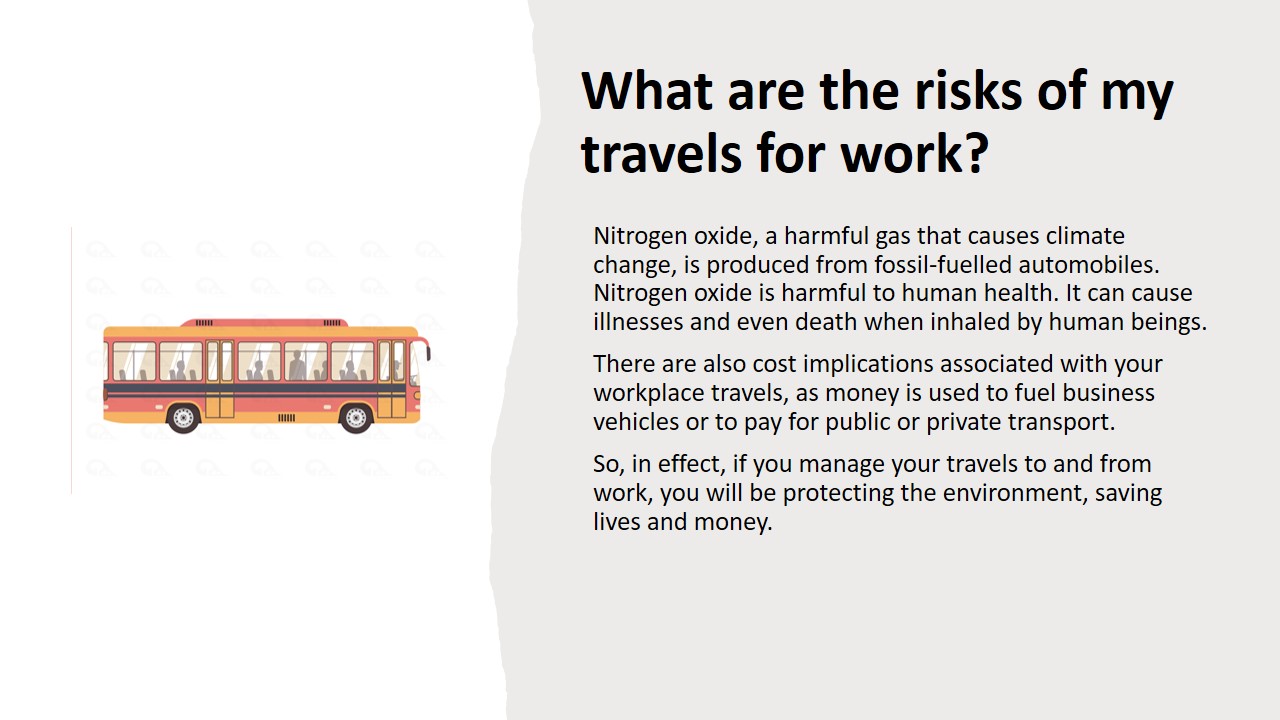 What are the risks of my
travels for work?
Nitrogen oxide, a harmful gas that causes climate
change, is produced from fossil-fuelled automobiles.
Nitrogen oxide is harmful to human health. It can cause
illnesses and even death when inhaled by human beings.
There are also cost implications associated with your
workplace travels, as money is used to fuel business
vehicles or to pay for public or private transport.
So, in effect, if you manage your travels to and from
work, you will be protecting the environment, saving
lives and money.